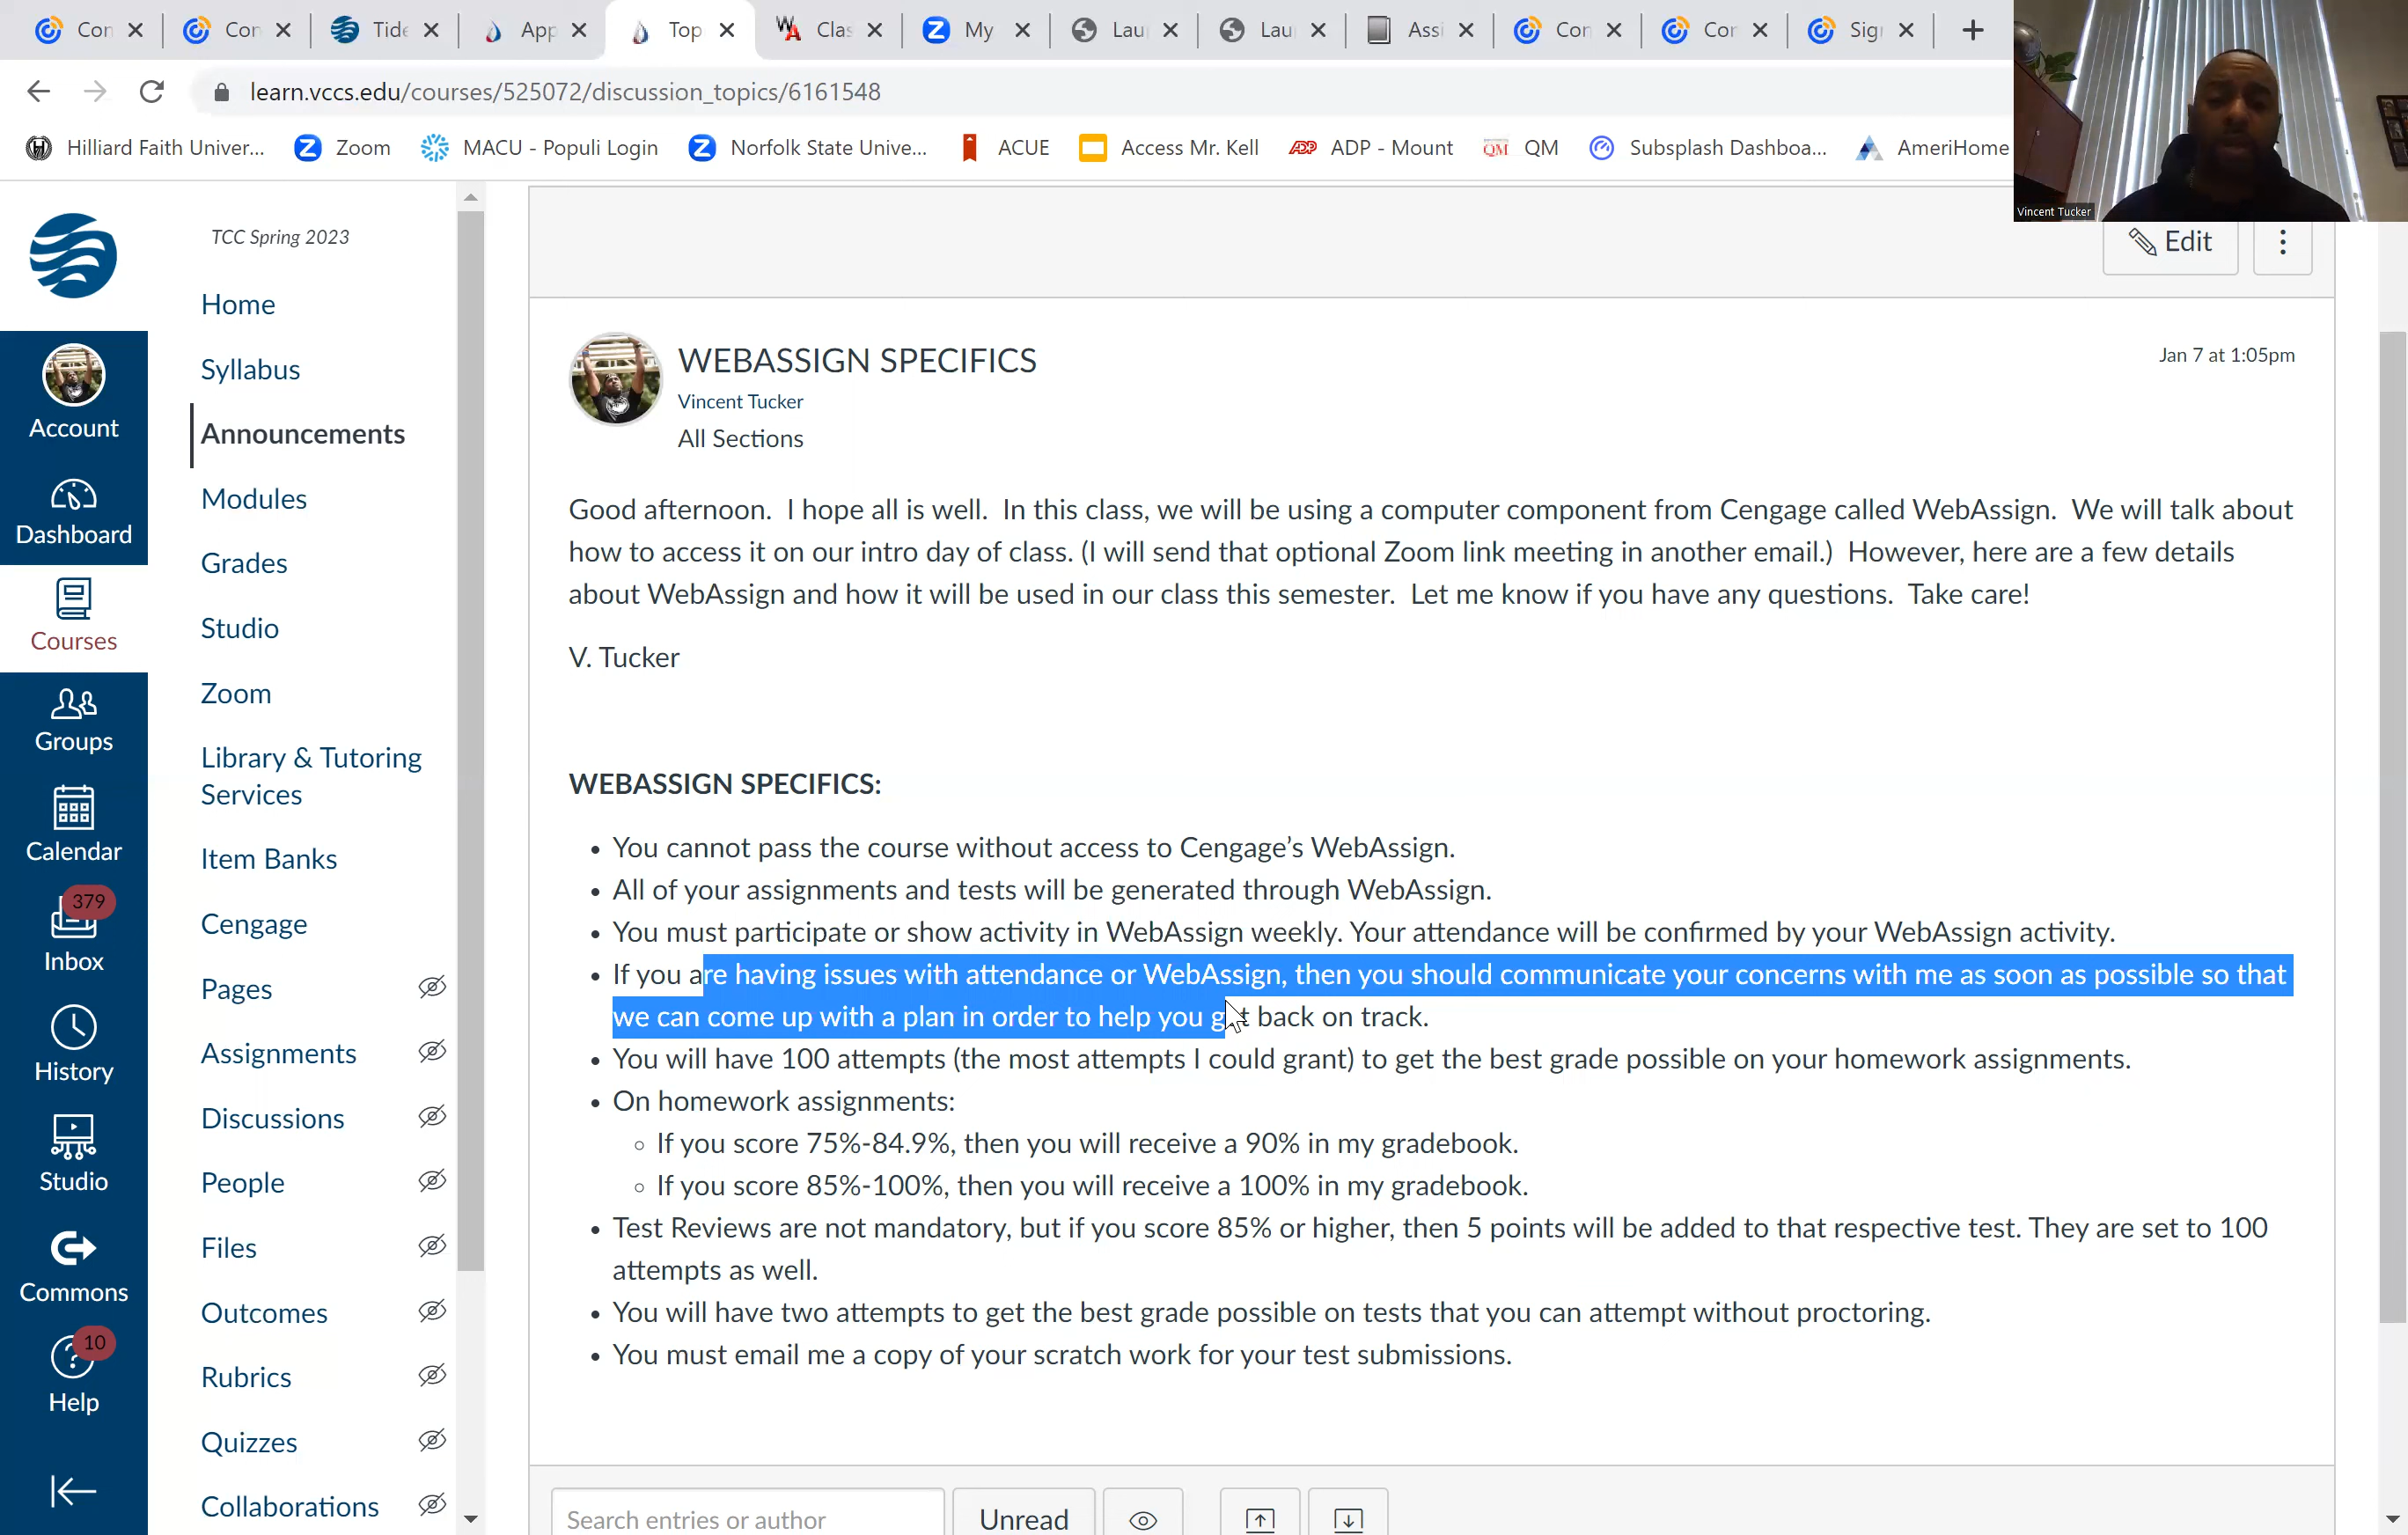 Con
Con
Tide
App
Top
Clas
My
Lau
Lau
Assi
Cor
Cor
Sig
learn.vccs.edu/courses/525072/discussion_topics/6161548
Hilliard Faith Univer...
Zoom
MACU - Populi Login
Norfolk State Unive...
ACUE
Access Mr. Kell
ADP - Mount
QM
QM
Subsplash Dashboa...
AmeriHome
Vincent Tucker
Account
Dashboard
Courses
Groups
Calendar
379
Inbox
History
Studio
Commons
10
Help
TCC Spring 2023
Home
Syllabus
Announcements
Modules
Grades
Studio
Zoom
Library & Tutoring
Services
Item Banks
Cengage
Pages
Assignments
Discussions
People
Files
Outcomes
Rubrics
Quizzes
Collaborations
Edit
WEBASSIGN SPECIFICS
Jan 7 at 1:05pm
Vincent Tucker
All Sections
Good afternoon. I hope all is well. In this class, we will be using a computer component from Cengage called WebAssign. We will talk about
how to access it on our intro day of class. (I will send that optional Zoom link meeting in another email.) However, here are a few details
about WebAssign and how it will be used in our class this semester. Let me know if you have any questions. Take care!
V. Tucker
WEBASSIGN SPECIFICS:
• You cannot pass the course without access to Cengage’s WebAssign.
• All of your assignments and tests will be generated through WebAssign.
• You must participate or show activity in WebAssign weekly. Your attendance will be confirmed by your WebAssign activity.
• If you are having issues with attendance or WebAssign, then you should communicate your concerns with me as soon as possible so that
we can come up with a plan in order to help you get back on track.
• You will have 100 attempts (the most attempts I could grant) to get the best grade possible on your homework assignments.
• On homework assignments:
◦ If you score 75%-84.9%, then you will receive a 90% in my gradebook.
◦ If you score 85%-100%, then you will receive a 100% in my gradebook.
• Test Reviews are not mandatory, but if you score 85% or higher, then 5 points will be added to that respective test. They are set to 100
attempts as well.
• You will have two attempts to get the best grade possible on tests that you can attempt without proctoring.
• You must email me a copy of your scratch work for your test submissions.
Search entries or author
Unread